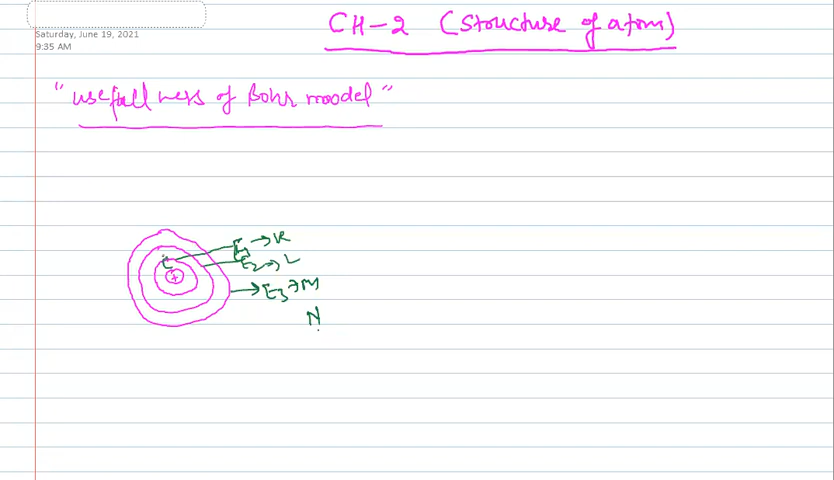 CH-2 (Structure of atom)
Saturday, June 19, 2021
9:35 AM
"usefull ness of Bohr moodel"
E1 → K
E2 → L
E3 → M
N
+